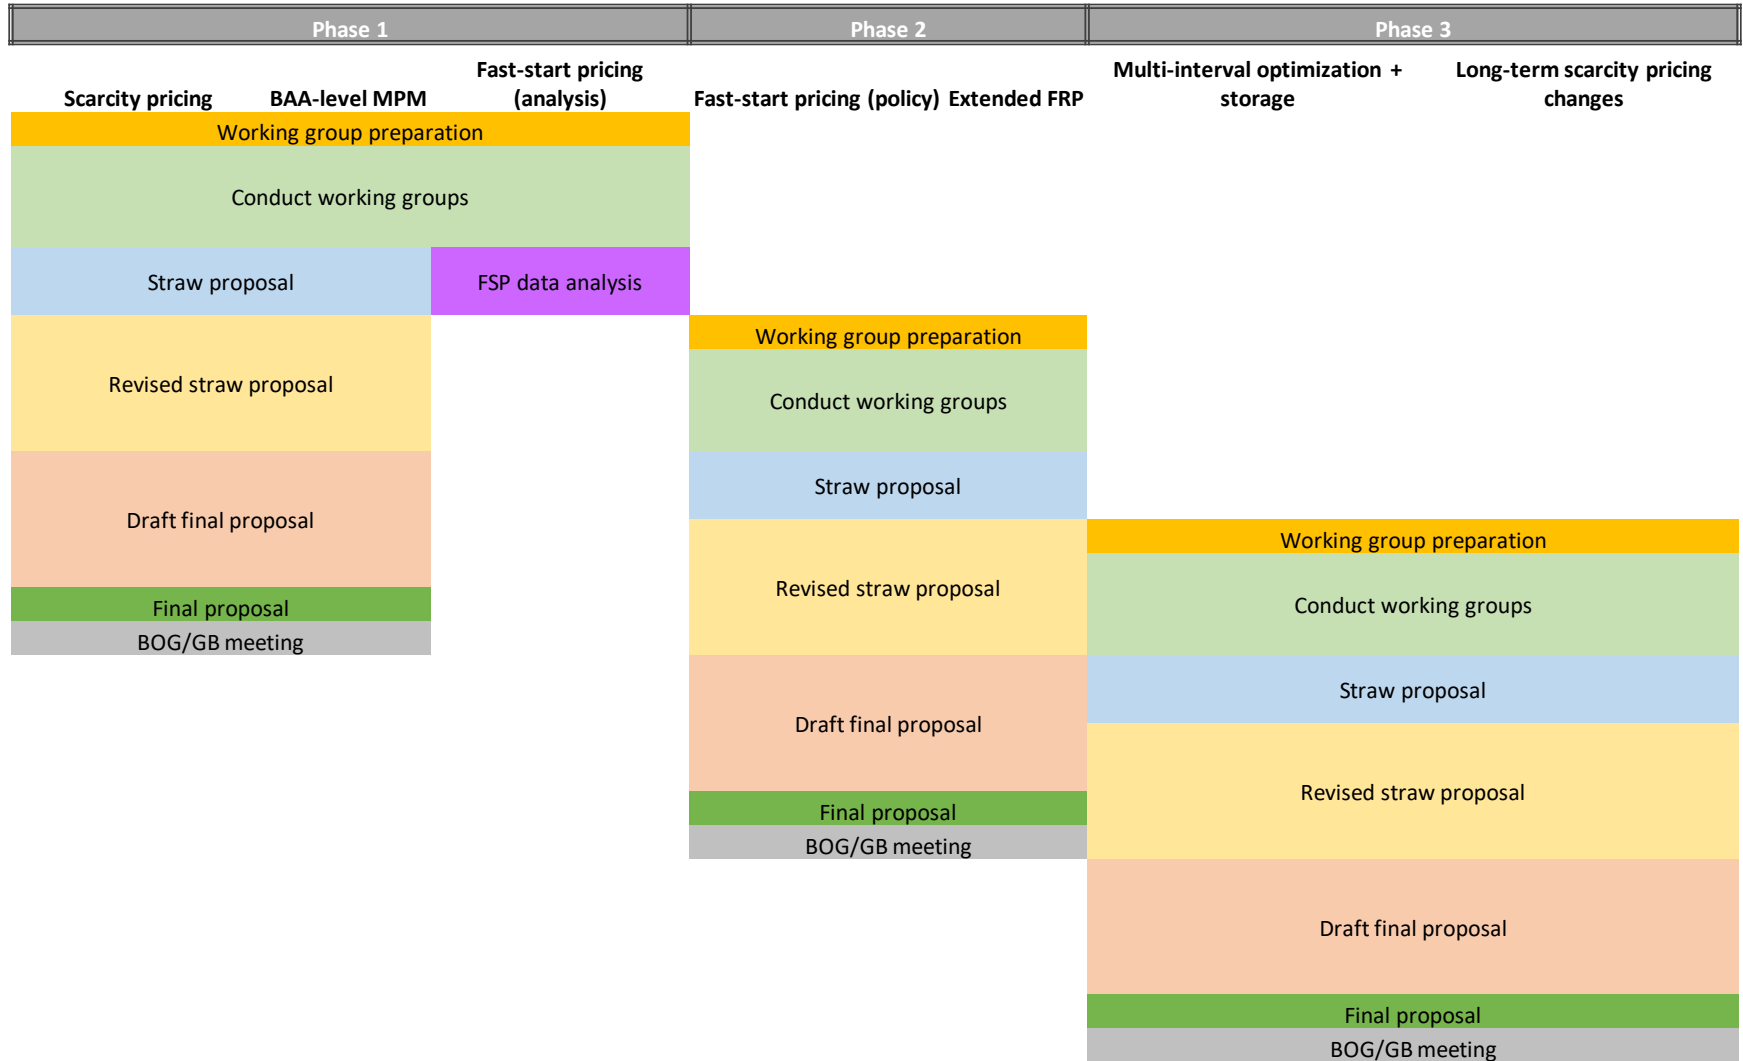 Phase 1
Phase 2
Phase 3
Scarcity pricing
BAA-level MPM
Fast-start pricing
(analysis)
Fast-start pricing (policy)
Extended FRP
Multi-interval optimization +
storage
Long-term scarcity pricing
changes
Working group preparation
Conduct working groups
Straw proposal
FSP data analysis
Revised straw proposal
Draft final proposal
Final proposal
BOG/GB meeting
Working group preparation
Conduct working groups
Straw proposal
Revised straw proposal
Draft final proposal
Final proposal
BOG/GB meeting
Working group preparation
Conduct working groups
Straw proposal
Revised straw proposal
Draft final proposal
Final proposal
BOG/GB meeting